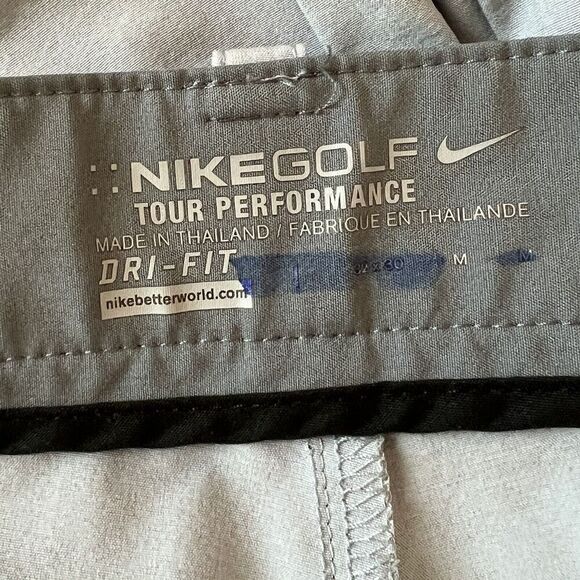 NIKEGOLF
TOUR PERFORMANCE
MADE IN THAILAND / FABRIQUE EN THAILANDE
DRI-FIT M M
nikebetterworld.com